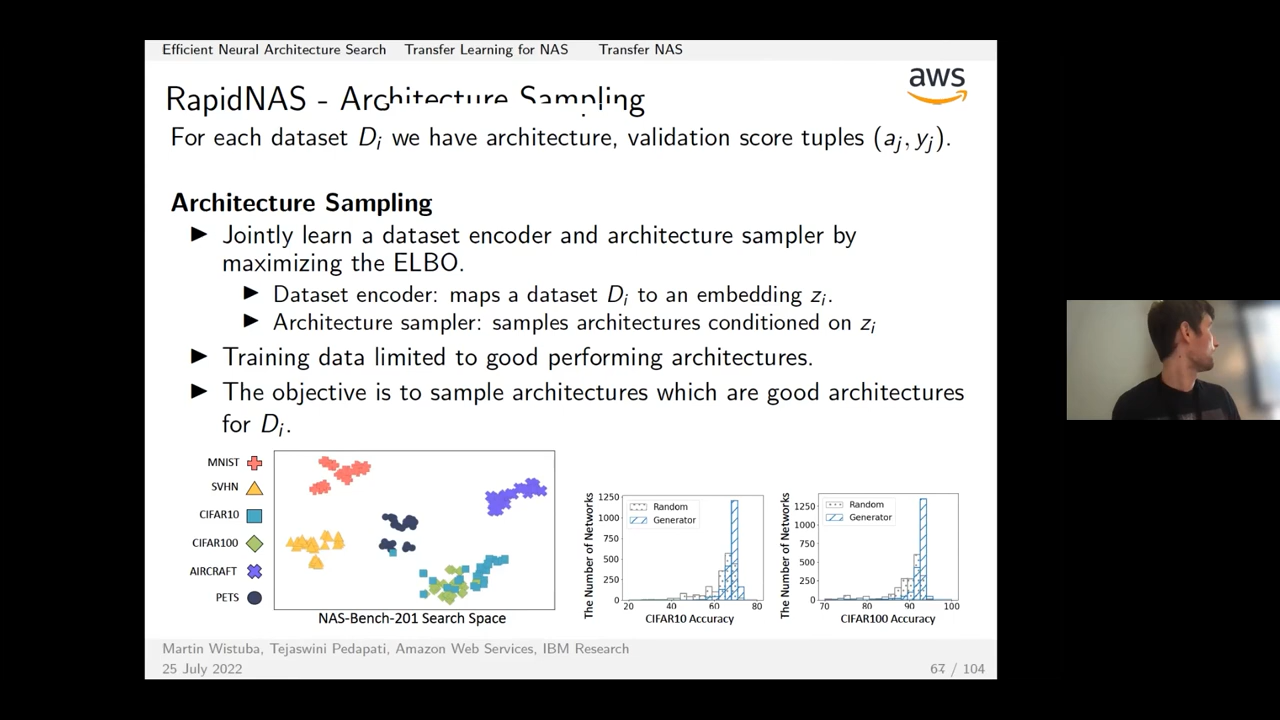 Efficient Neural Architecture Search Transfer Learning for NAS Transfer NAS
aws
RapidNAS - Architecture Sampling
For each dataset Dᵢ we have architecture, validation score tuples (aⱼ, yⱼ).
Architecture Sampling
▶ Jointly learn a dataset encoder and architecture sampler by
maximizing the ELBO.
▶ Dataset encoder: maps a dataset Dᵢ to an embedding zᵢ.
▶ Architecture sampler: samples architectures conditioned on zᵢ
▶ Training data limited to good performing architectures.
▶ The objective is to sample architectures which are good architectures
for Dᵢ.
MNIST
SVHN
CIFAR10
CIFAR100
AIRCRAFT
PETS
NAS-Bench-201 Search Space
The Number of Networks
1250
1000
750
500
250
0
Random
Generator
20 40 60 80
CIFAR10 Accuracy
The Number of Networks
1250
1000
750
500
250
0
Random
Generator
70 80 90 100
CIFAR100 Accuracy
Martin Wistuba, Tejaswini Pedapati, Amazon Web Services, IBM Research
25 July 2022
/ 104